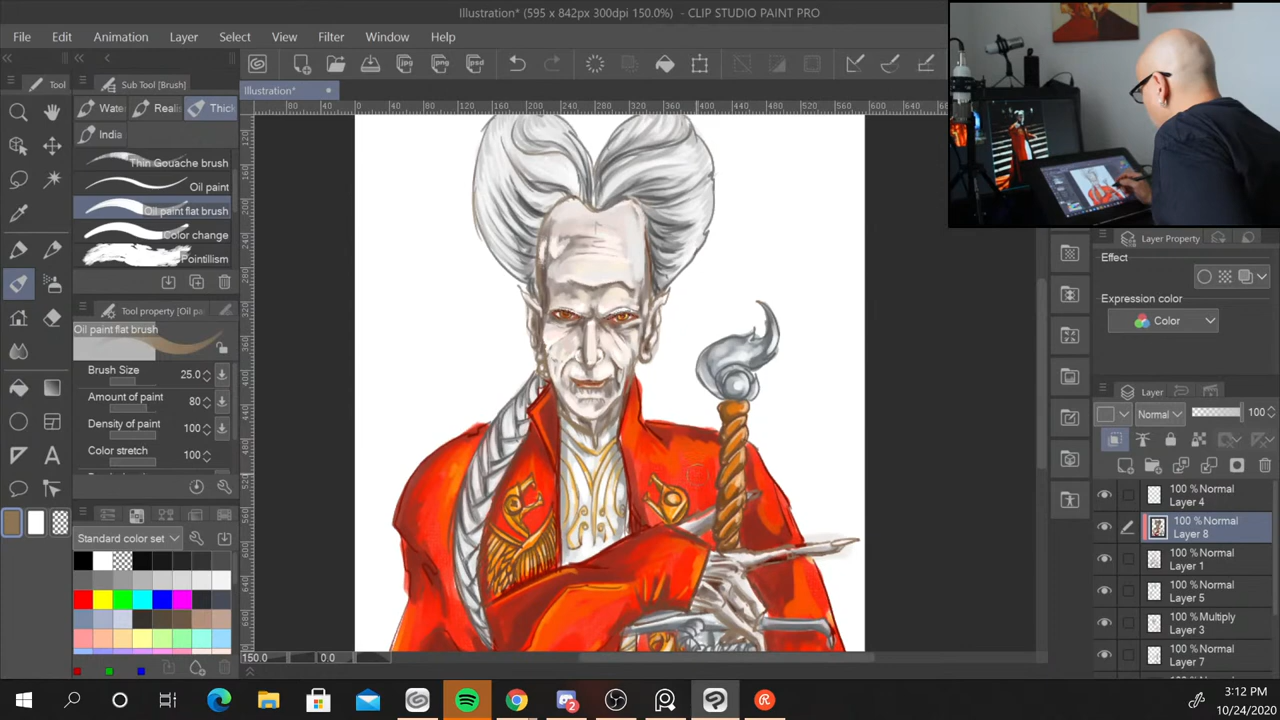 Illustration* (595 x 842px 300dpi 150.0%) - CLIP STUDIO PAINT PRO
File Edit Animation Layer Select View Filter Window Help
Tool
Sub Tool [Brush]
Illustration*
Wate Reali Thick
India
Thin Gouache brush
Oil paint
Oil paint flat brush
Color change
Pointillism
Tool property [Oil pa
Oil paint flat brush
Brush Size 25.0
Amount of paint 80
Density of paint 100
Color stretch 100
Standard color set
150.0 0.0
Layer Property
Effect
Expression color
Color
Layer
Normal 100
100 % Normal
Layer 4
100 % Normal
Layer 8
100 % Normal
Layer 1
100 % Normal
Layer 5
100 % Multiply
Layer 3
100 % Normal
Layer 7
2
3:12 PM
10/24/2020